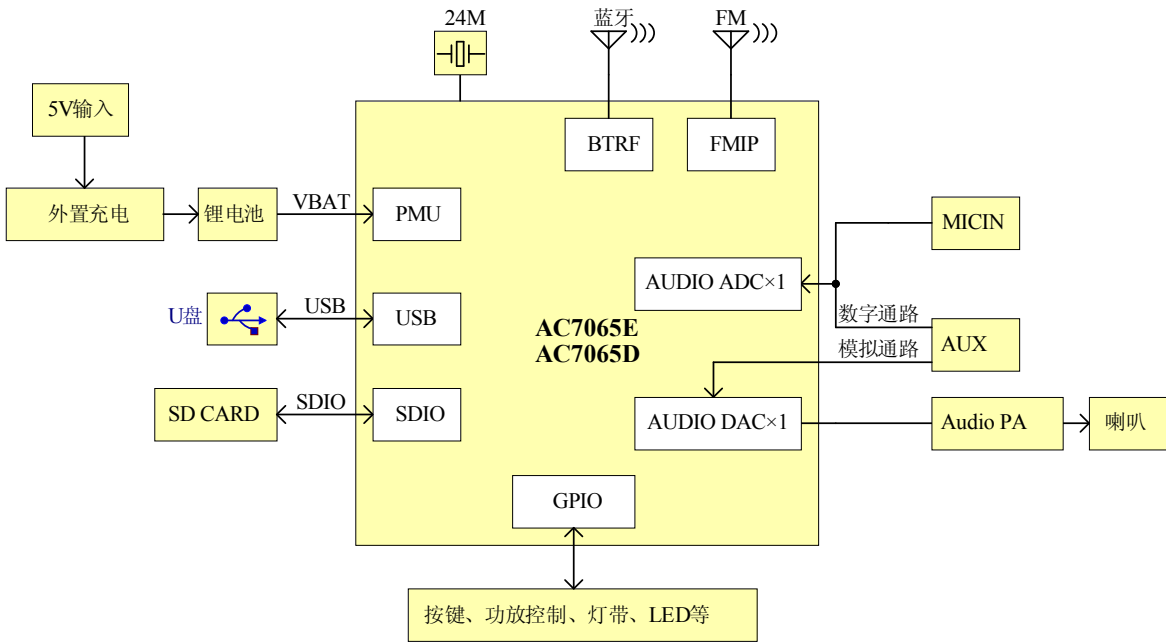 24M
蓝牙
FM
5V输入
BTRF
FMIP
外置充电
锂电池
VBAT
PMU
MICIN
AUDIO ADC×1
U盘
USB
USB
数字通路
AC7065E
AC7065D
模拟通路
AUX
SD CARD
SDIO
SDIO
AUDIO DAC×1
Audio PA
喇叭
GPIO
按键、功放控制、灯带、LED等